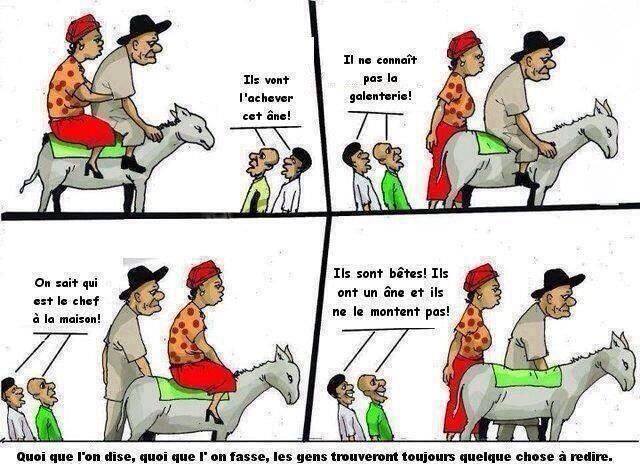 Ils vont
l'achever
cet âne!
Il ne connaît
pas la
galenterie!
On sait qui
est le chef
à la maison!
Ils sont bêtes! Ils
ont un âne et ils
ne le montent pas!
Quoi que l'on dise, quoi que l' on fasse, les gens trouveront toujours quelque chose à redire.